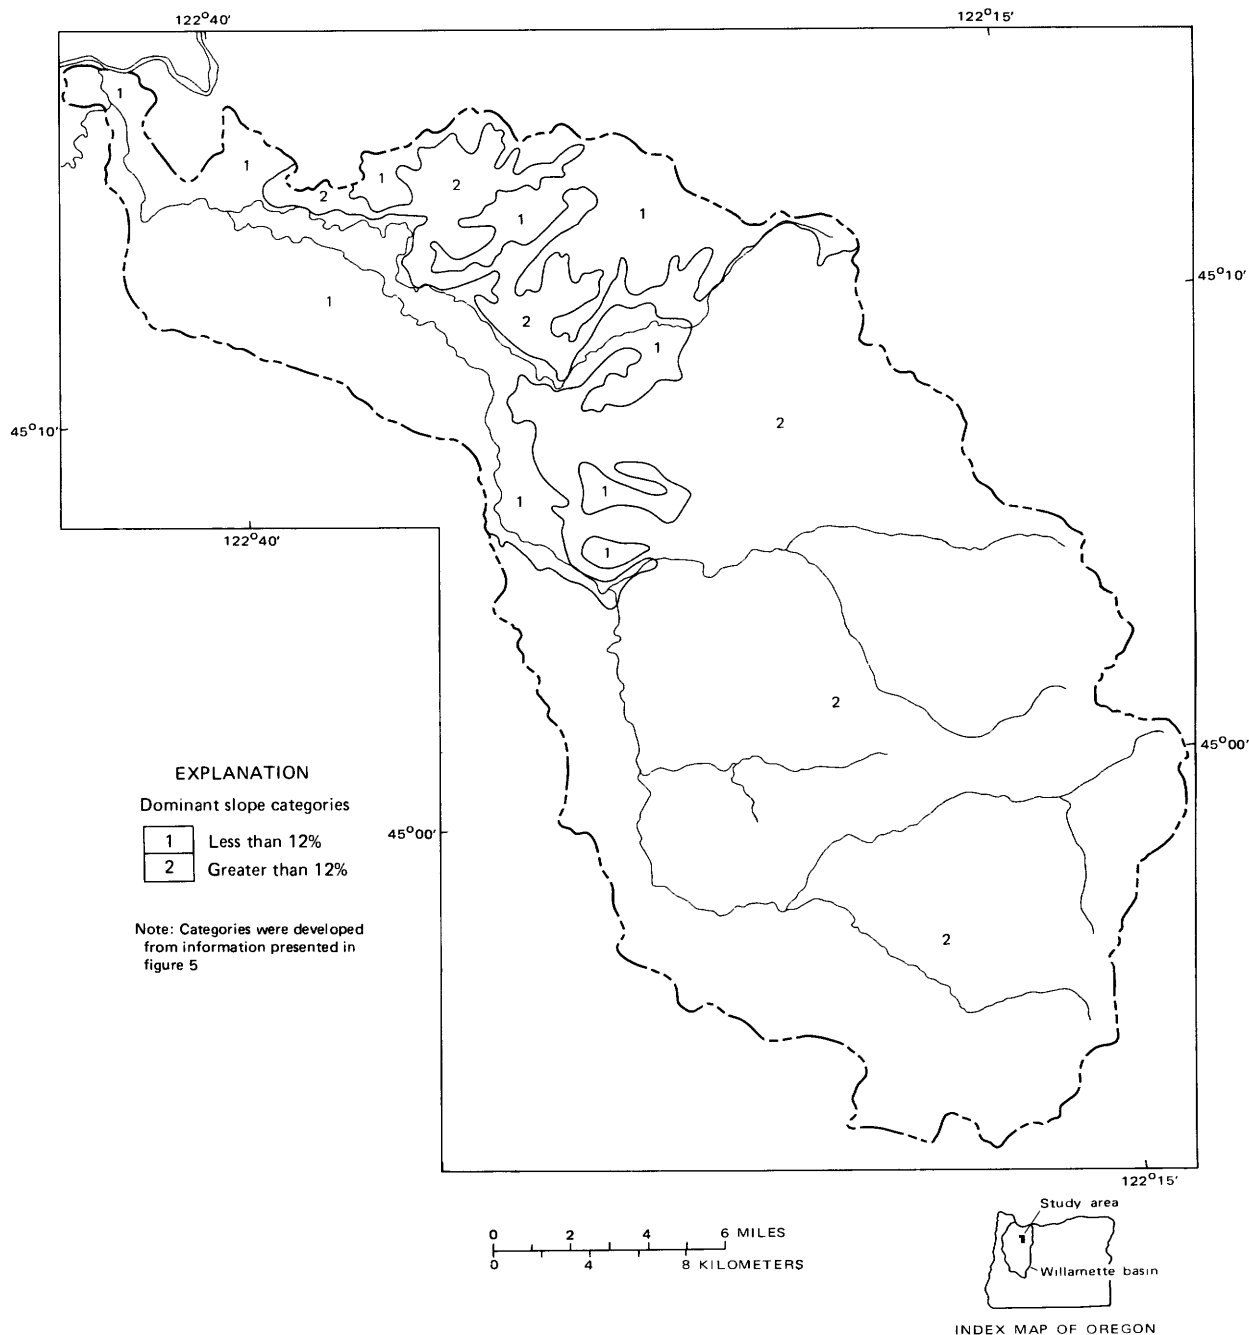 122°40'
122°15'
1
1
2
1
2
1
1
45°10'
1
2
1
2
45°10'
1
1
1
122°40'
2
45°00'
45°00'
EXPLANATION
Dominant slope categories
1 Less than 12%
2 Greater than 12%
Note: Categories were developed
from information presented in
figure 5
2
122°15'
Study area
Willamette basin
INDEX MAP OF OREGON
0 2 4 6 MILES
0 4 8 KILOMETERS